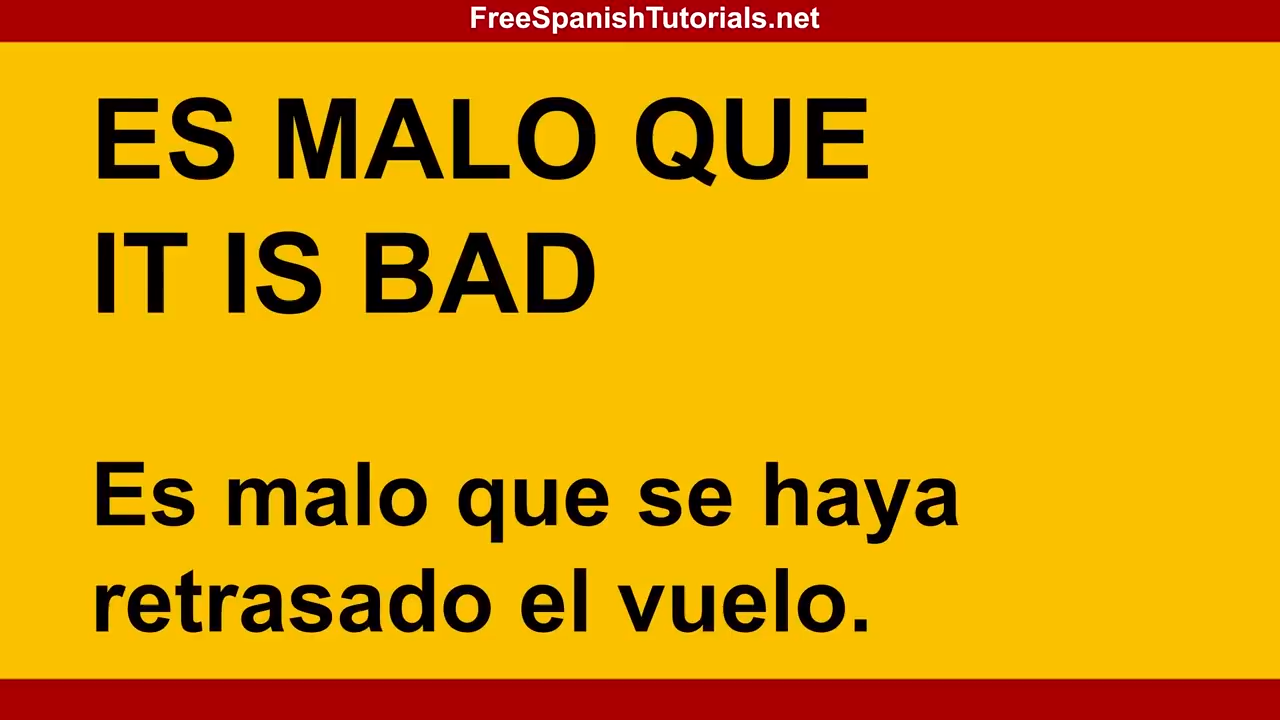 FreeSpanishTutorials.net
ES MALO QUE
IT IS BAD
Es malo que se haya
retrasado el vuelo.